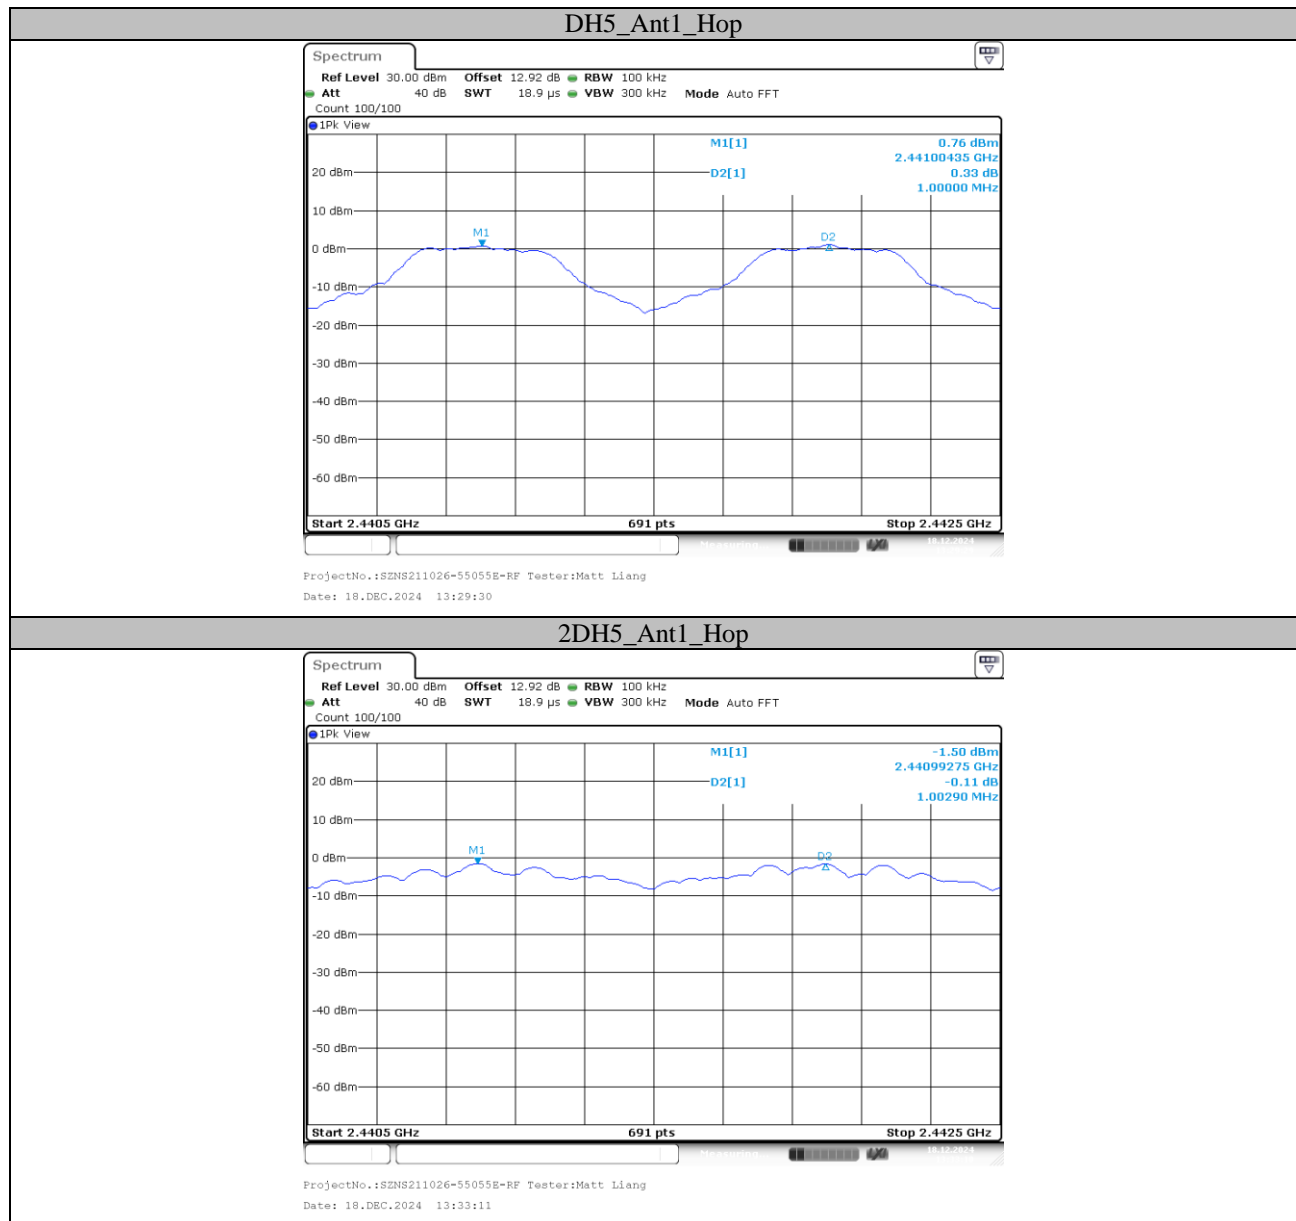 DH5_Ant1_Hop
Spectrum
Ref Level 30.00 dBm Offset 12.92 dB RBW 100 kHz
Att 40 dB SWT 18.9 µs VBW 300 kHz Mode Auto FFT
Count 100/100
1Pk View
M1[1] 0.76 dBm
2.44100435 GHz
20 dBm D2[1] 0.33 dB
1.00000 MHz
10 dBm
M1 D2
0 dBm
-10 dBm
-20 dBm
-30 dBm
-40 dBm
-50 dBm
-60 dBm
Start 2.4405 GHz 691 pts Stop 2.4425 GHz
Measuring... 18.12.2024
ProjectNo.:SZNS211026-55055E-RF Tester:Matt Liang
Date: 18.DEC.2024 13:29:30
2DH5_Ant1_Hop
Spectrum
Ref Level 30.00 dBm Offset 12.92 dB RBW 100 kHz
Att 40 dB SWT 18.9 µs VBW 300 kHz Mode Auto FFT
Count 100/100
1Pk View
M1[1] -1.50 dBm
2.44099275 GHz
20 dBm D2[1] -0.11 dB
1.00290 MHz
10 dBm
M1 D2
0 dBm
-10 dBm
-20 dBm
-30 dBm
-40 dBm
-50 dBm
-60 dBm
Start 2.4405 GHz 691 pts Stop 2.4425 GHz
Measuring... 18.12.2024
ProjectNo.:SZNS211026-55055E-RF Tester:Matt Liang
Date: 18.DEC.2024 13:33:11